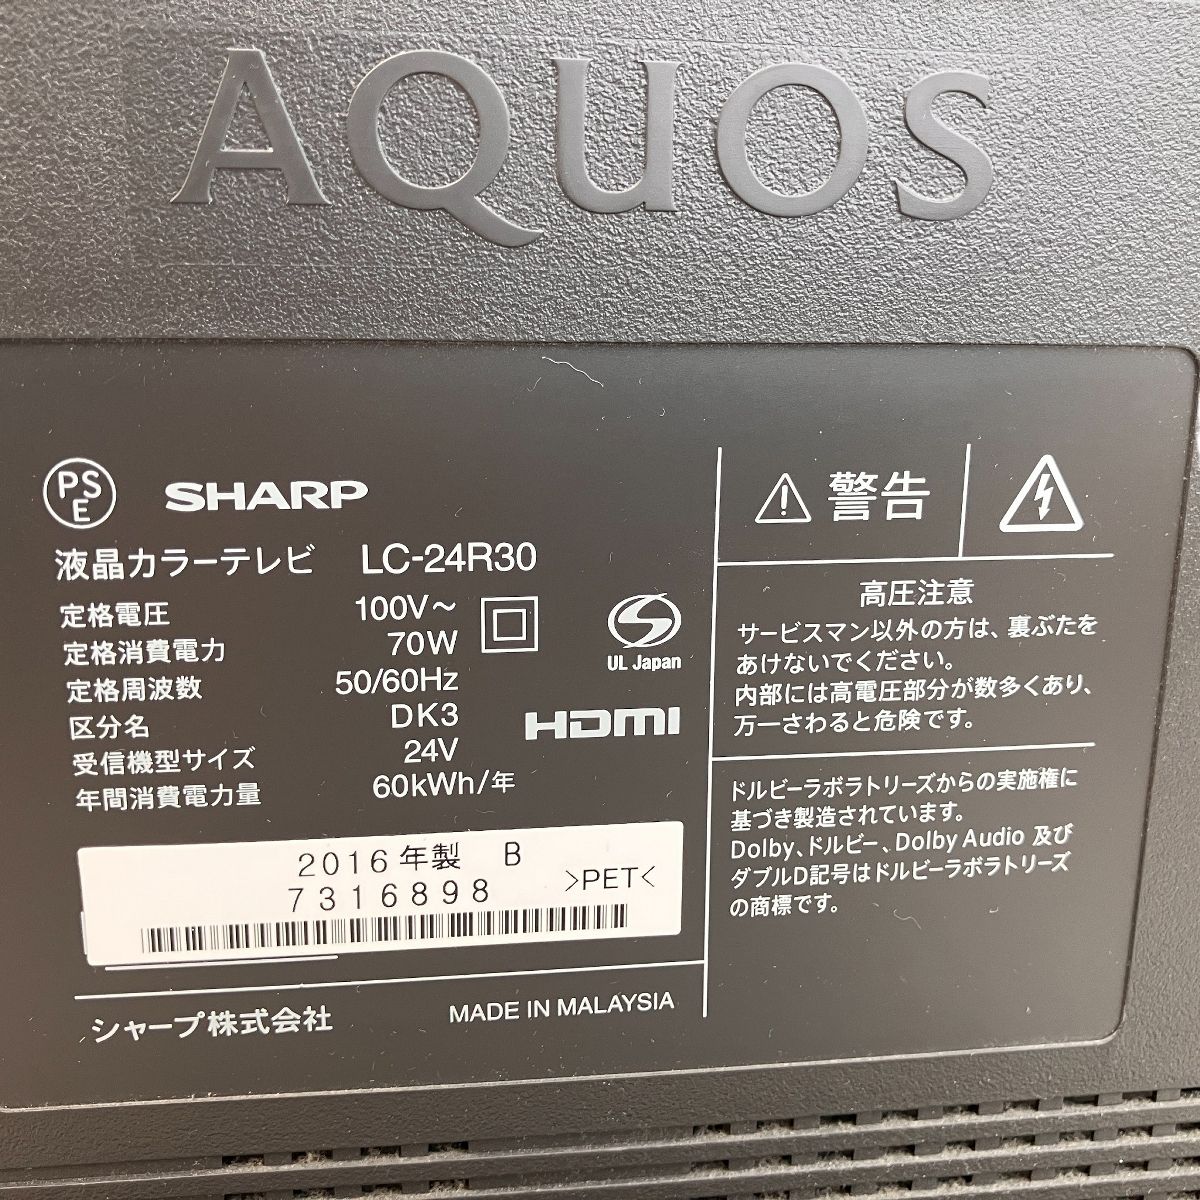 AQUOS
PSE
SHARP
液晶カラーテレビ LC-24R30
定格電圧 100V～
定格消費電力 70W
定格周波数 50/60Hz
区分名 DK3
受信機型サイズ 24V
年間消費電力量 60kWh/年
UL Japan
HDMI
2016年製 B
7316898
>PET<
シャープ株式会社 MADE IN MALAYSIA
警告
高圧注意
サービスマン以外の方は、裏ぶたを
あけないでください。
内部には高電圧部分が数多くあり、
万一さわると危険です。
ドルビーラボラトリーズからの実施権に
基づき製造されています。
Dolby、ドルビー、Dolby Audio 及び
ダブルD記号はドルビーラボラトリーズ
の商標です。